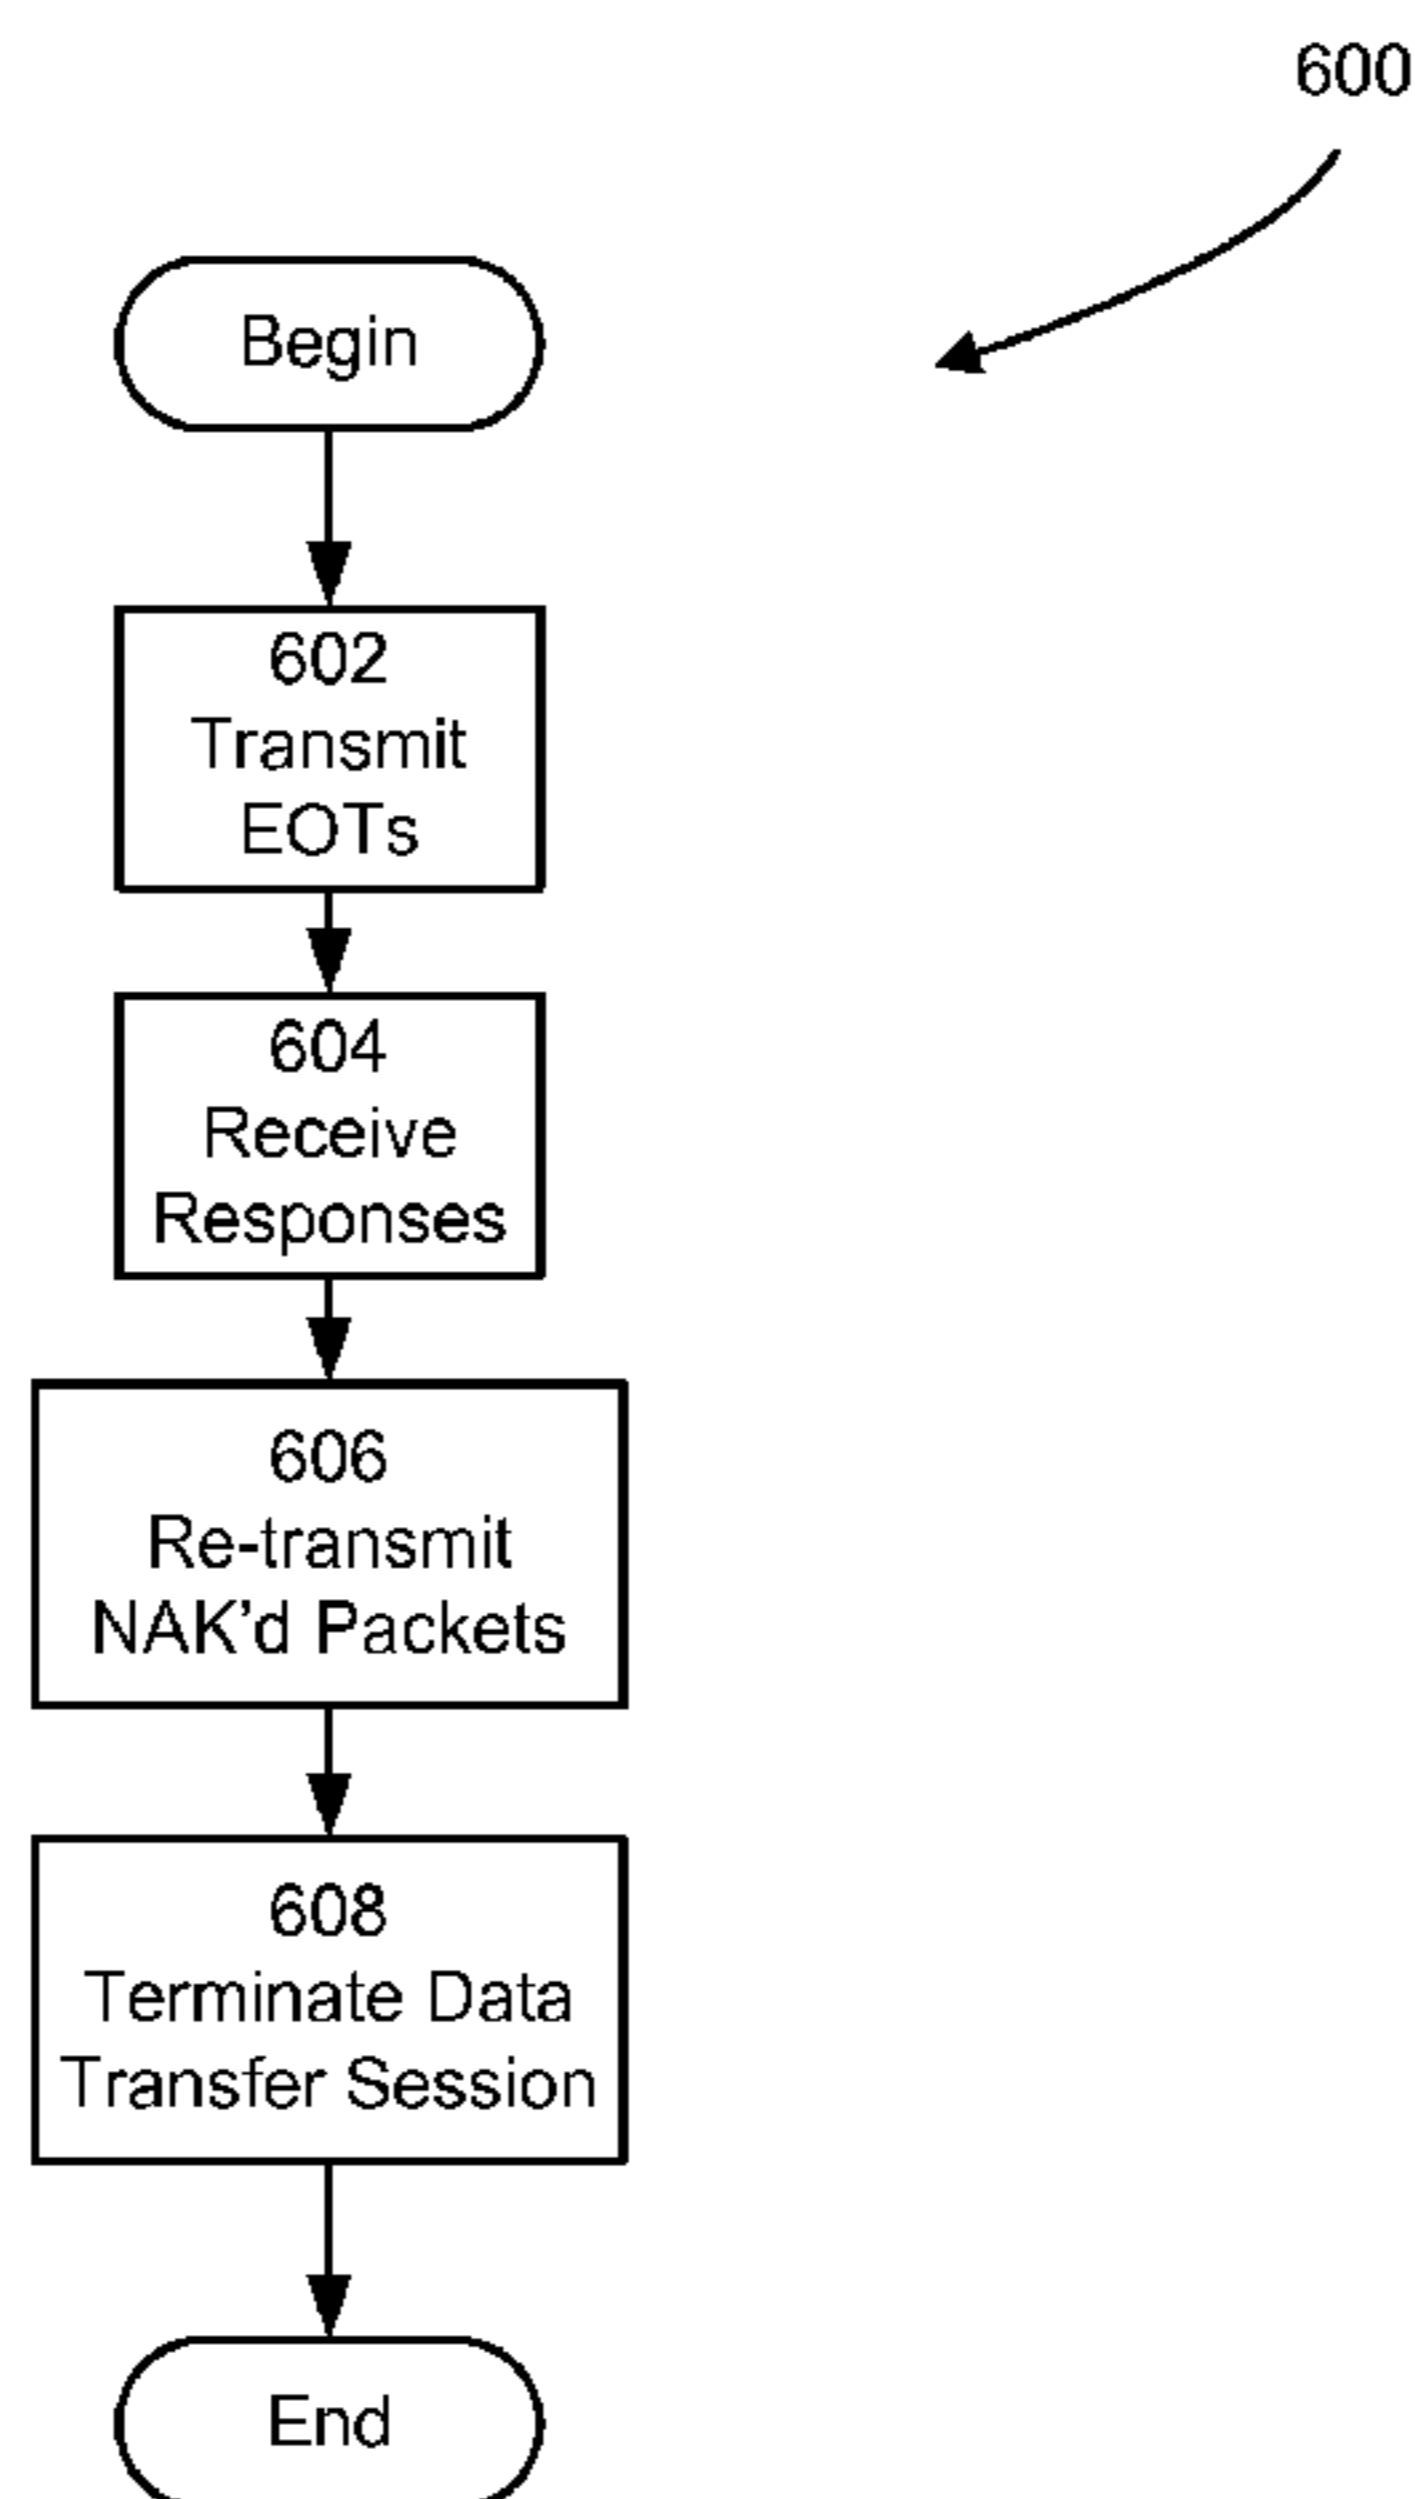 600
Begin
602
Transmit
EOTs
604
Receive
Responses
606
Re-transmit
NAK'd Packets
608
Terminate Data
Transfer Session
End